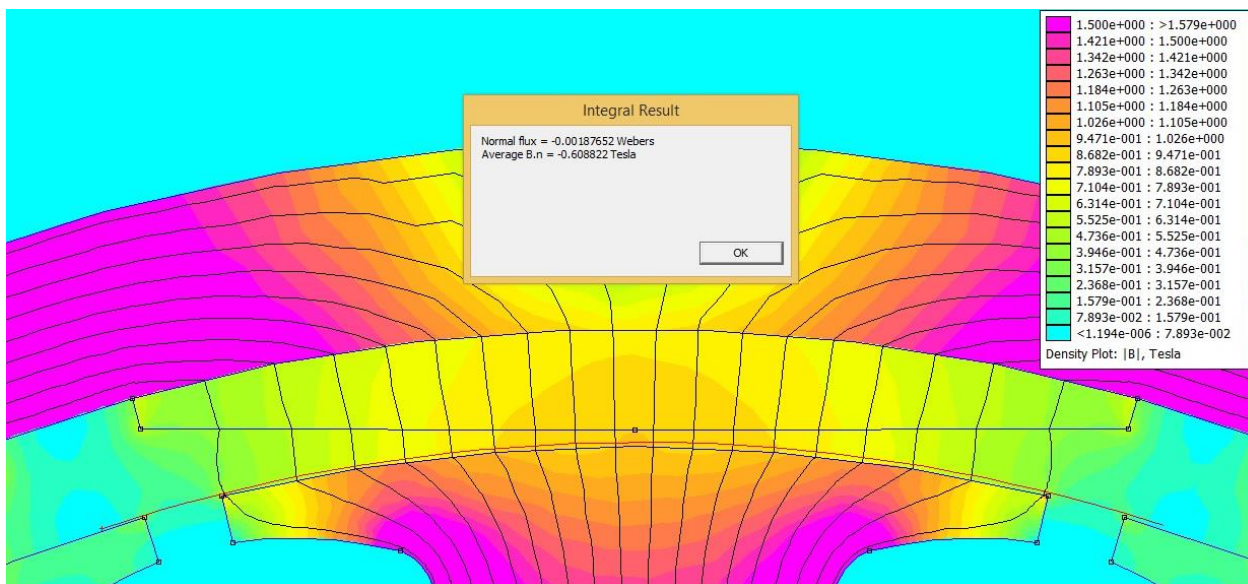 Integral Result
Normal flux = -0.00187652 Webers
Average B.n = -0.608822 Tesla
OK
1.500e+000 : >1.579e+000
1.421e+000 : 1.500e+000
1.342e+000 : 1.421e+000
1.263e+000 : 1.342e+000
1.184e+000 : 1.263e+000
1.105e+000 : 1.184e+000
1.026e+000 : 1.105e+000
9.471e-001 : 1.026e+000
8.682e-001 : 9.471e-001
7.893e-001 : 8.682e-001
7.104e-001 : 7.893e-001
6.314e-001 : 7.104e-001
5.525e-001 : 6.314e-001
4.736e-001 : 5.525e-001
3.946e-001 : 4.736e-001
3.157e-001 : 3.946e-001
2.368e-001 : 3.157e-001
1.579e-001 : 2.368e-001
7.893e-002 : 1.579e-001
<1.194e-006 : 7.893e-002
Density Plot: |B|, Tesla